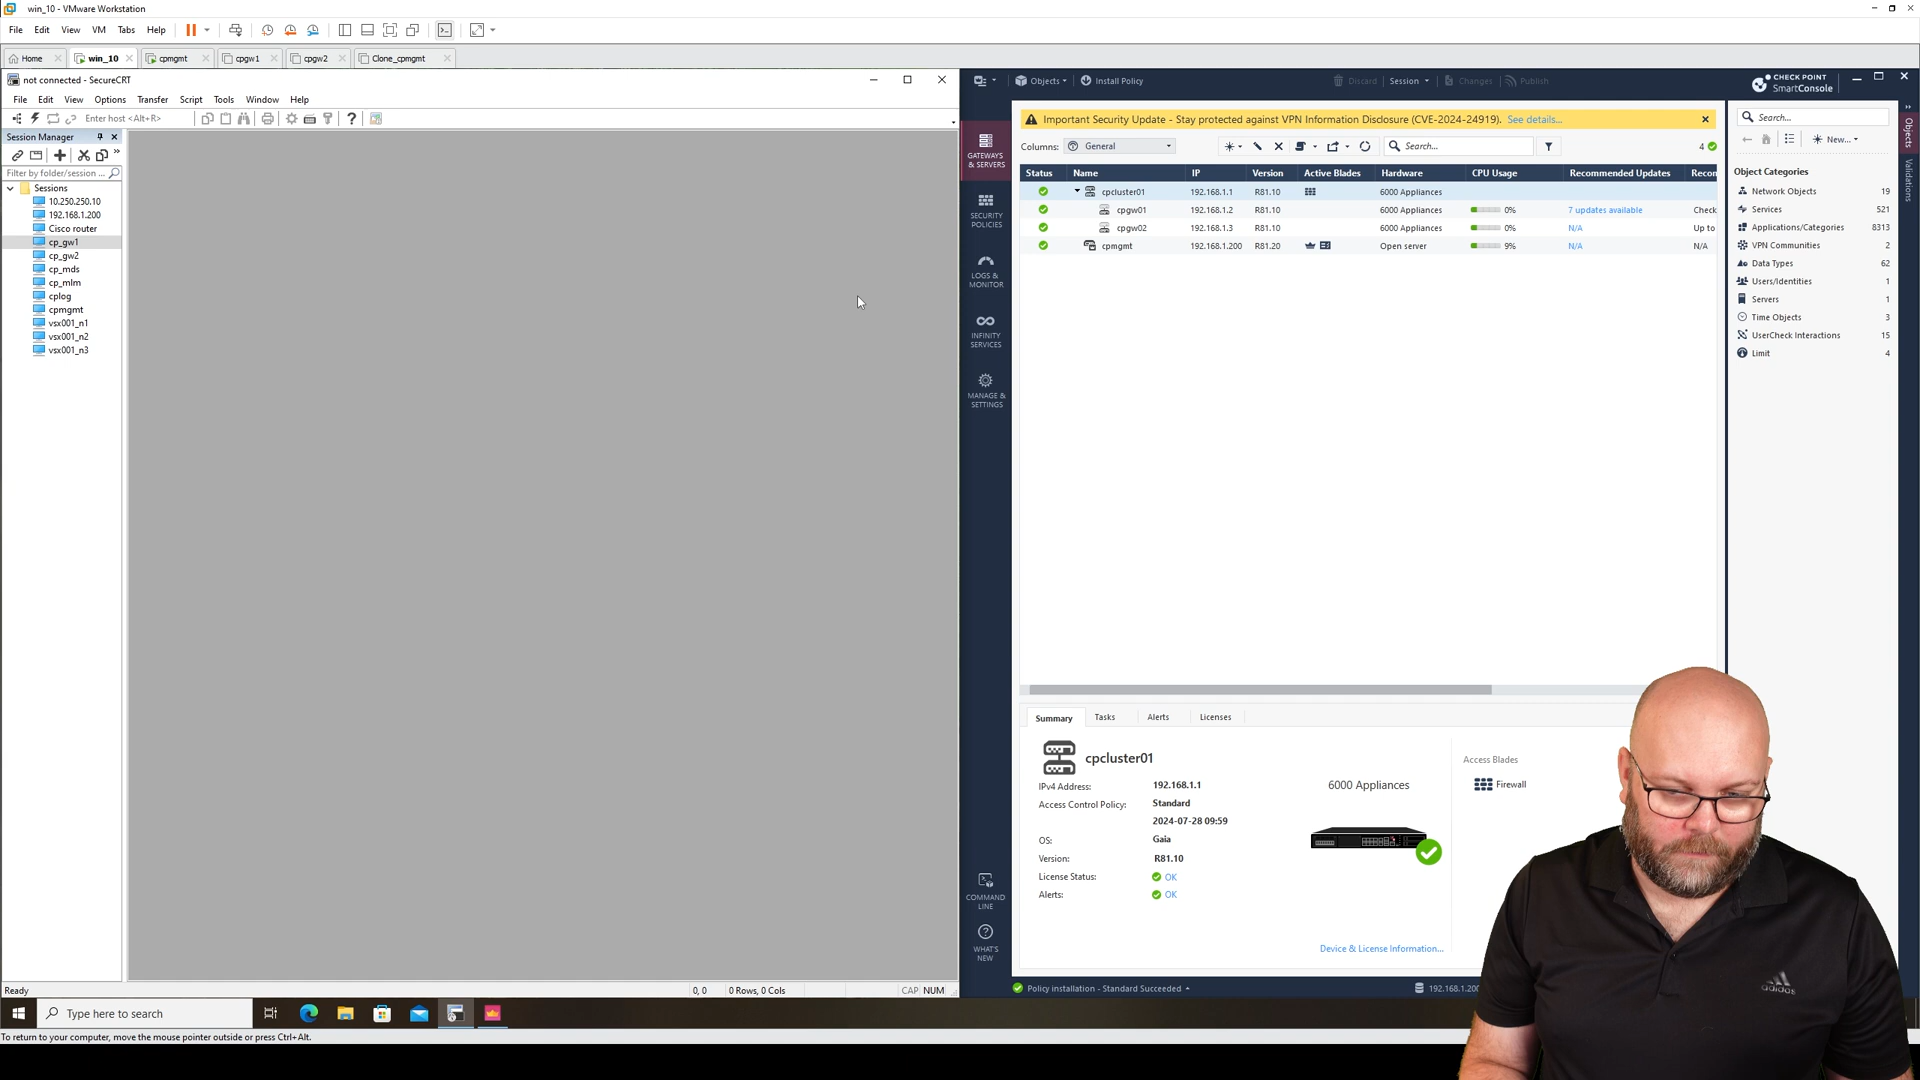 win_10 - VMware Workstation
File Edit View VM Tabs Help
Home win_10 cpmgmt cpgw1 cpgw2 Clone_cpmgmt
not connected - SecureCRT
File Edit View Options Transfer Script Tools Window Help
Enter host <Alt+R>
Session Manager
Filter by folder/session ...
Sessions
10.250.250.10
192.168.1.200
Cisco router
cp_gw1
cp_gw2
cp_mds
cp_mlm
cplog
cpmgmt
vsx001_n1
vsx001_n2
vsx001_n3
Ready 0, 0 0 Rows, 0 Cols CAP NUM
Objects Install Policy Discard Session Changes Publish
CHECK POINT
SmartConsole
GATEWAYS
& SERVERS
SECURITY
POLICIES
LOGS &
MONITOR
INFINITY
SERVICES
MANAGE &
SETTINGS
COMMAND
LINE
WHAT'S
NEW
Important Security Update - Stay protected against VPN Information Disclosure (CVE-2024-24919). See details...
Columns: General Search... 4
Status Name IP Version Active Blades Hardware CPU Usage Recommended Updates Recon
cpcluster01 192.168.1.1 R81.10 6000 Appliances
cpgw01 192.168.1.2 R81.10 6000 Appliances 0% 7 updates available Check
cpgw02 192.168.1.3 R81.10 6000 Appliances 0% N/A Up to
cpmgmt 192.168.1.200 R81.20 Open server 9% N/A N/A
Summary Tasks Alerts Licenses
cpcluster01
IPv4 Address: 192.168.1.1
Access Control Policy: Standard
2024-07-28 09:59
OS: Gaia
Version: R81.10
License Status: OK
Alerts: OK
6000 Appliances
Device & License Information...
Access Blades
Firewall
Policy installation - Standard Succeeded
192.168.1.200
Search...
New...
Object Categories
Network Objects 19
Services 521
Applications/Categories 8313
VPN Communities 2
Data Types 62
Users/Identities 1
Servers 1
Time Objects 3
UserCheck Interactions 15
Limit 4
Objects
Validations
adidas
Type here to search
To return to your computer, move the mouse pointer outside or press Ctrl+Alt.